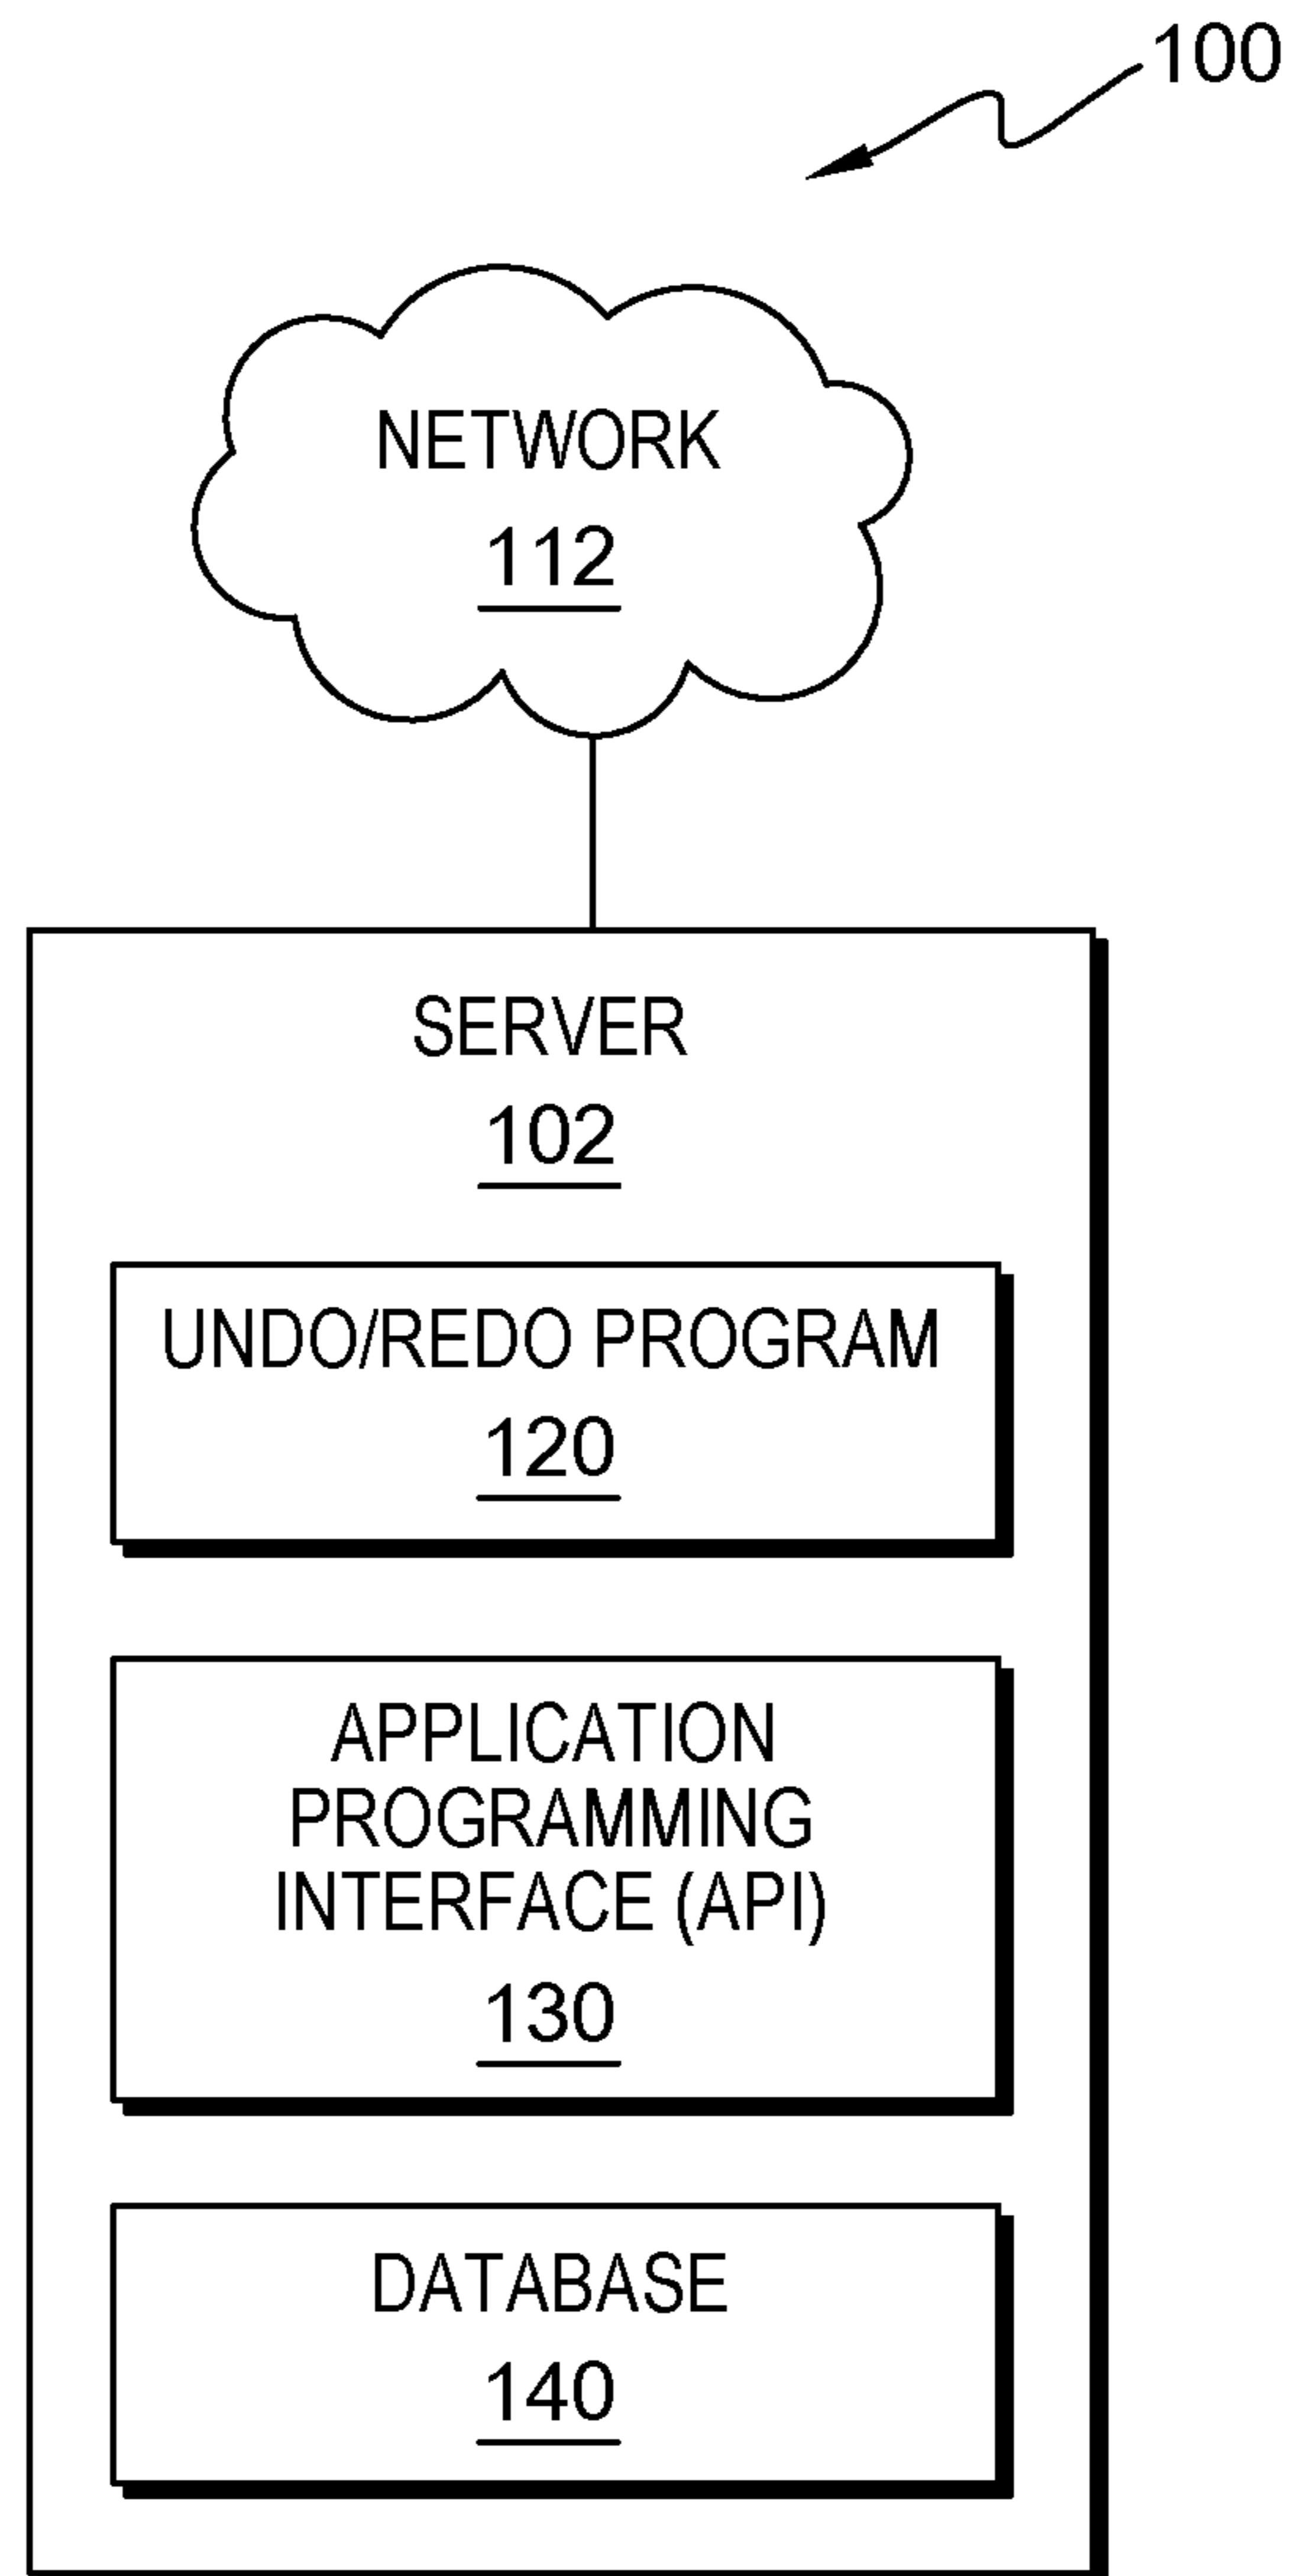 100
NETWORK
112
SERVER
102
UNDO/REDO PROGRAM
120
APPLICATION
PROGRAMMING
INTERFACE (API)
130
DATABASE
140